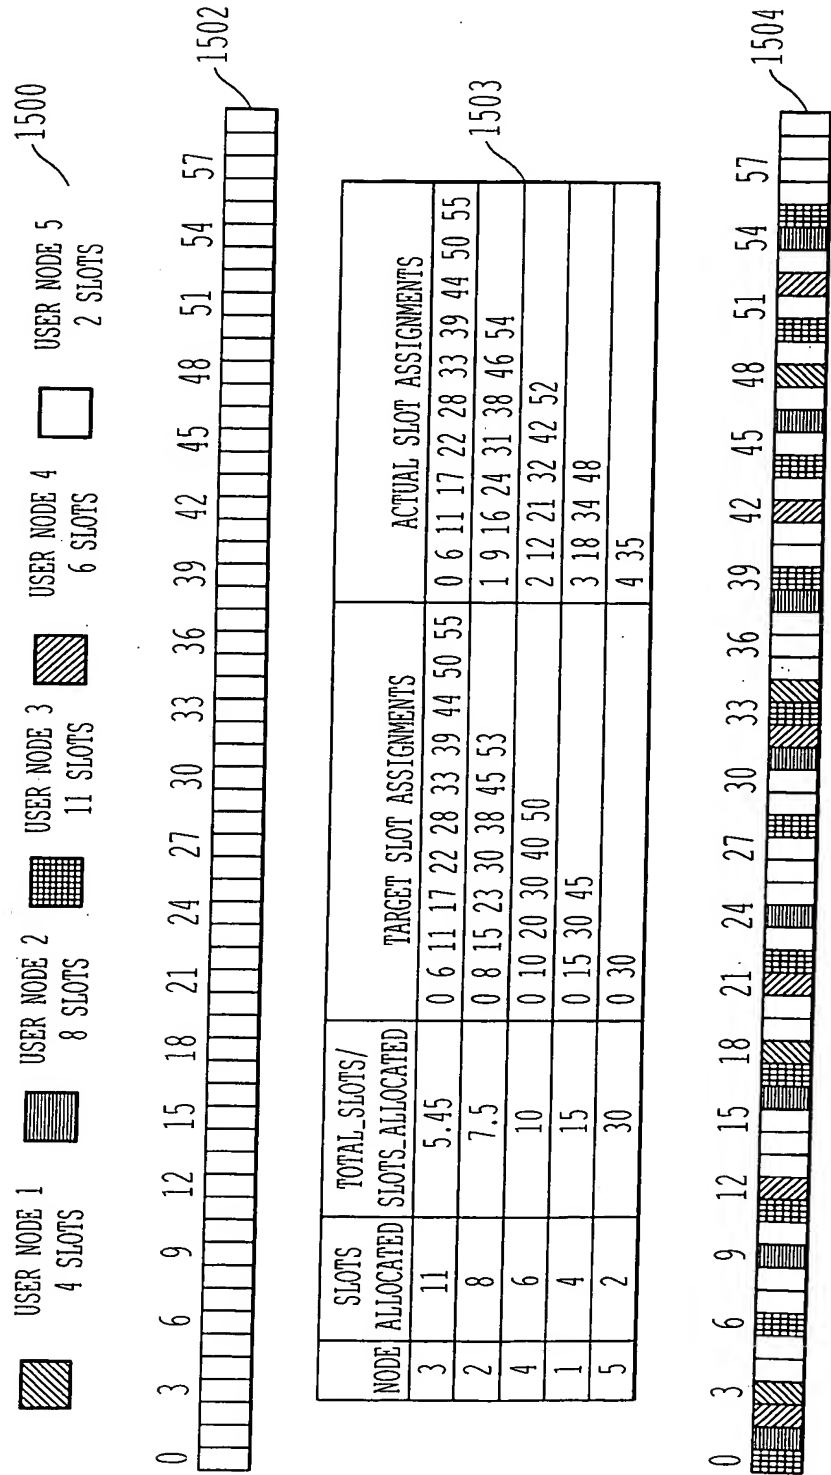 USER NODE 1
4 SLOTS
USER NODE 2
8 SLOTS
USER NODE 3
11 SLOTS
USER NODE 4
6 SLOTS
USER NODE 5
2 SLOTS
1500
0 3 6 9 12 15 18 21 24 27 30 33 36 39 42 45 48 51 54 57
1502
NODE
SLOTS
ALLOCATED
TOTAL_SLOTS/
SLOTS_ALLOCATED
TARGET SLOT ASSIGNMENTS
ACTUAL SLOT ASSIGNMENTS
3 11 5.45 0 6 11 17 22 28 33 39 44 50 55 0 6 11 17 22 28 33 39 44 50 55
2 8 7.5 0 8 15 23 30 38 45 53 1 9 16 24 31 38 46 54
4 6 10 0 10 20 30 40 50 2 12 21 32 42 52
1 4 15 0 15 30 45 3 18 34 48
5 2 30 0 30 4 35
1503
0 3 6 9 12 15 18 21 24 27 30 33 36 39 42 45 48 51 54 57
1504